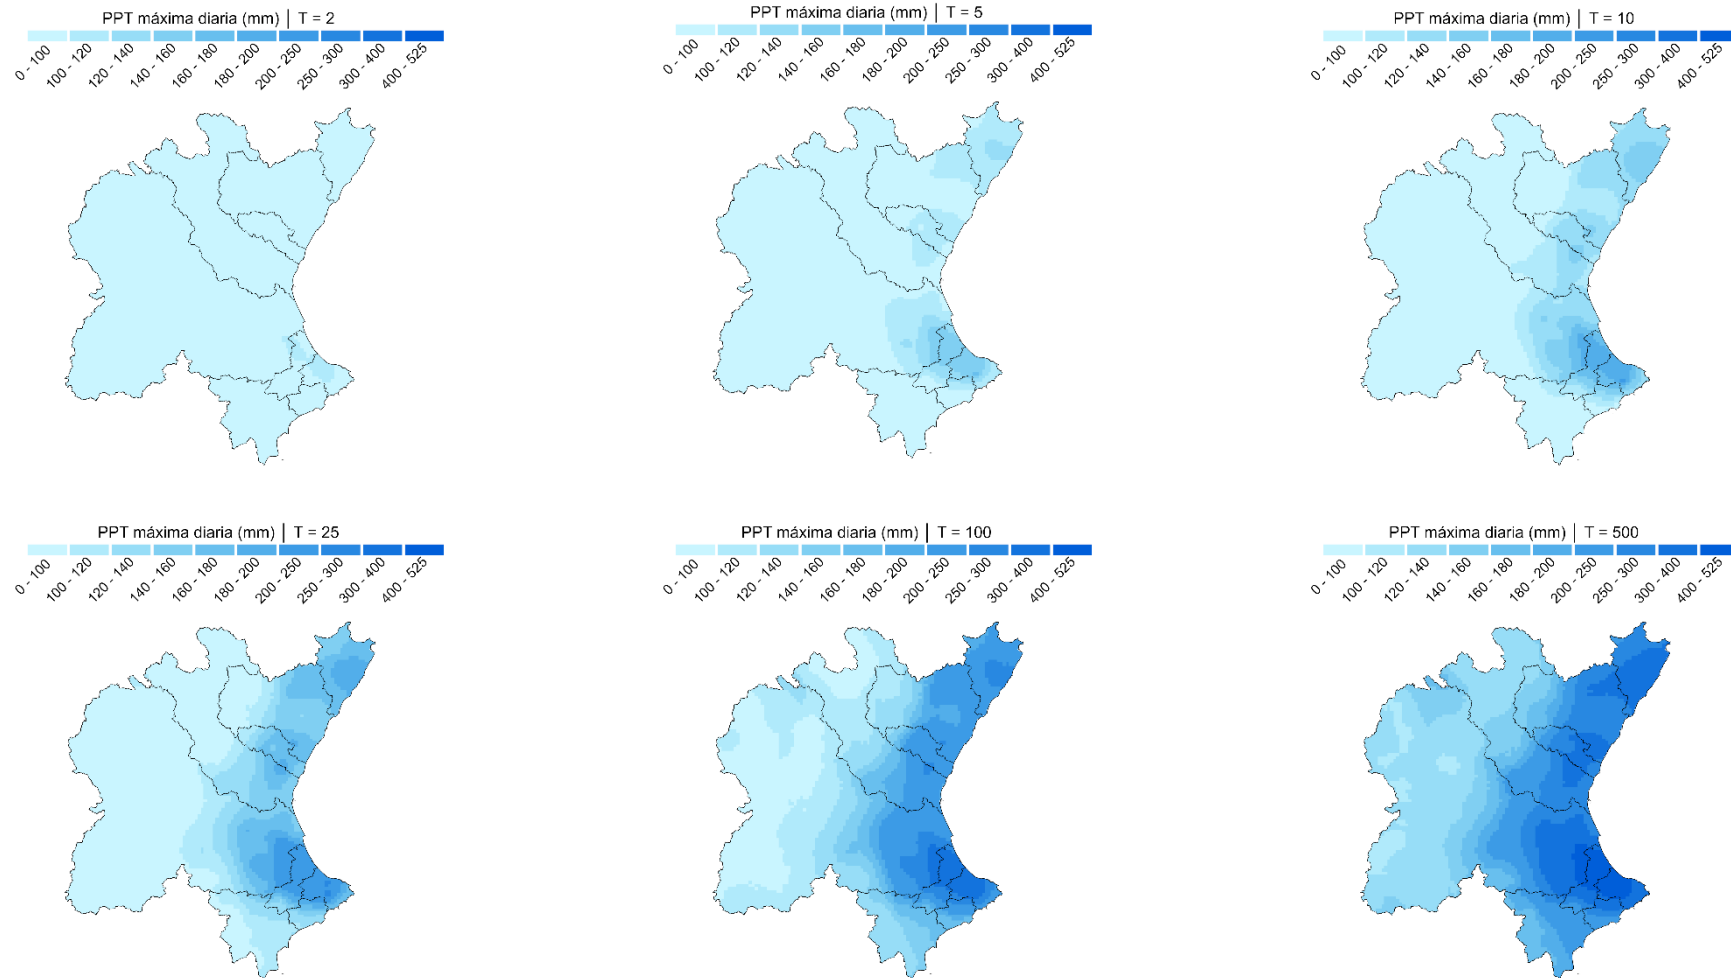 PPT máxima diaria (mm) | T = 2
0 - 100
100 - 120
120 - 140
140 - 160
160 - 180
180 - 200
200 - 250
250 - 300
300 - 400
400 - 525
PPT máxima diaria (mm) | T = 5
0 - 100
100 - 120
120 - 140
140 - 160
160 - 180
180 - 200
200 - 250
250 - 300
300 - 400
400 - 525
PPT máxima diaria (mm) | T = 10
0 - 100
100 - 120
120 - 140
140 - 160
160 - 180
180 - 200
200 - 250
250 - 300
300 - 400
400 - 525
PPT máxima diaria (mm) | T = 25
0 - 100
100 - 120
120 - 140
140 - 160
160 - 180
180 - 200
200 - 250
250 - 300
300 - 400
400 - 525
PPT máxima diaria (mm) | T = 100
0 - 100
100 - 120
120 - 140
140 - 160
160 - 180
180 - 200
200 - 250
250 - 300
300 - 400
400 - 525
PPT máxima diaria (mm) | T = 500
0 - 100
100 - 120
120 - 140
140 - 160
160 - 180
180 - 200
200 - 250
250 - 300
300 - 400
400 - 525